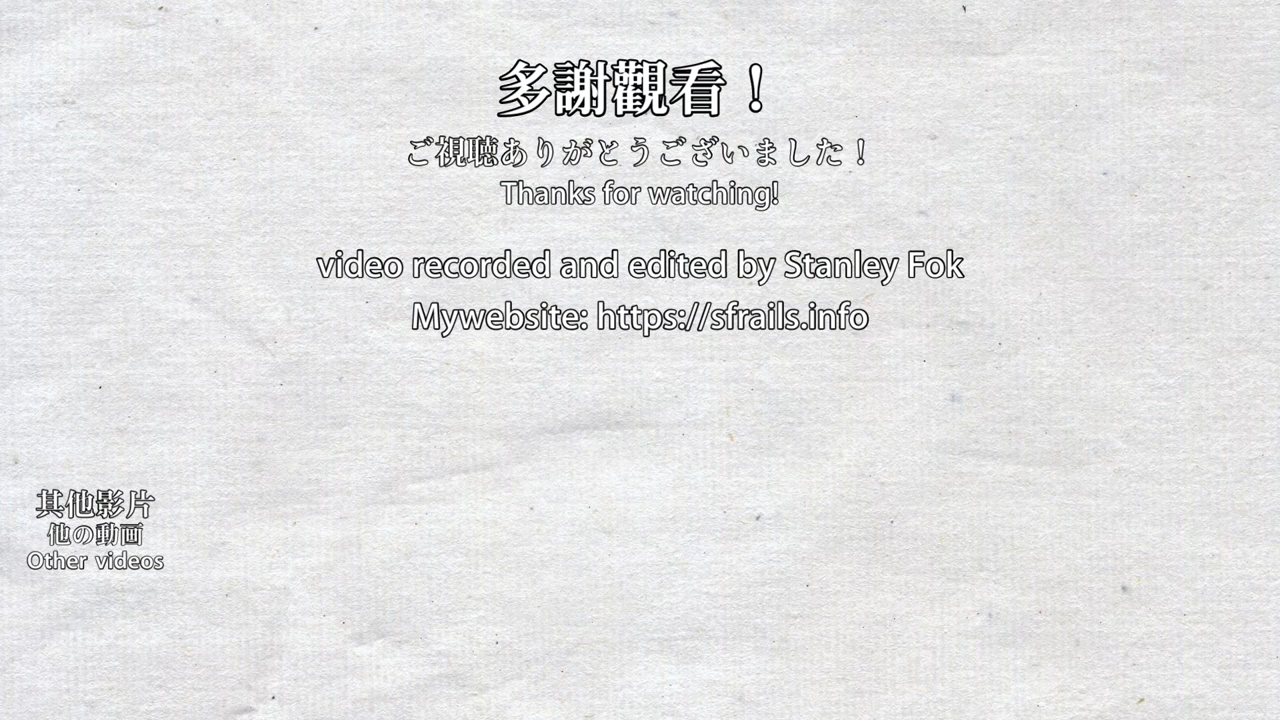 多謝觀看！
ご視聴ありがとうございました！
Thanks for watching!
video recorded and edited by Stanley Fok
Mywebsite: https://sfrails.info
其他影片
他の動画
Other videos